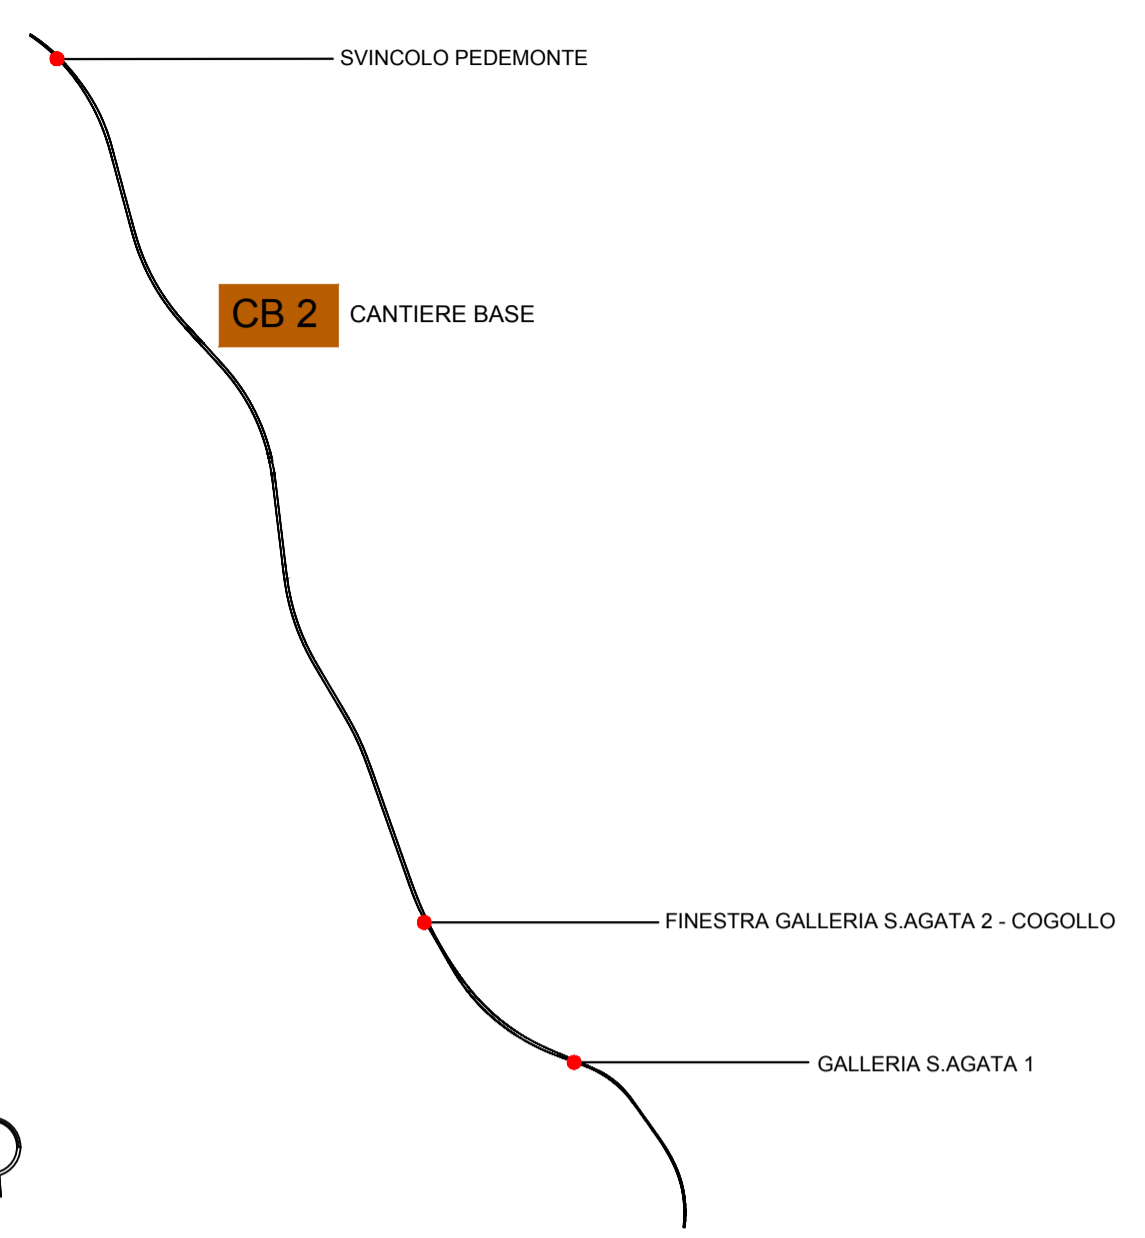 SVINCOLO PEDEMONTE
CB 2 CANTIERE BASE
FINESTRA GALLERIA S.AGATA 2 - COGOLLO
GALLERIA S.AGATA 1